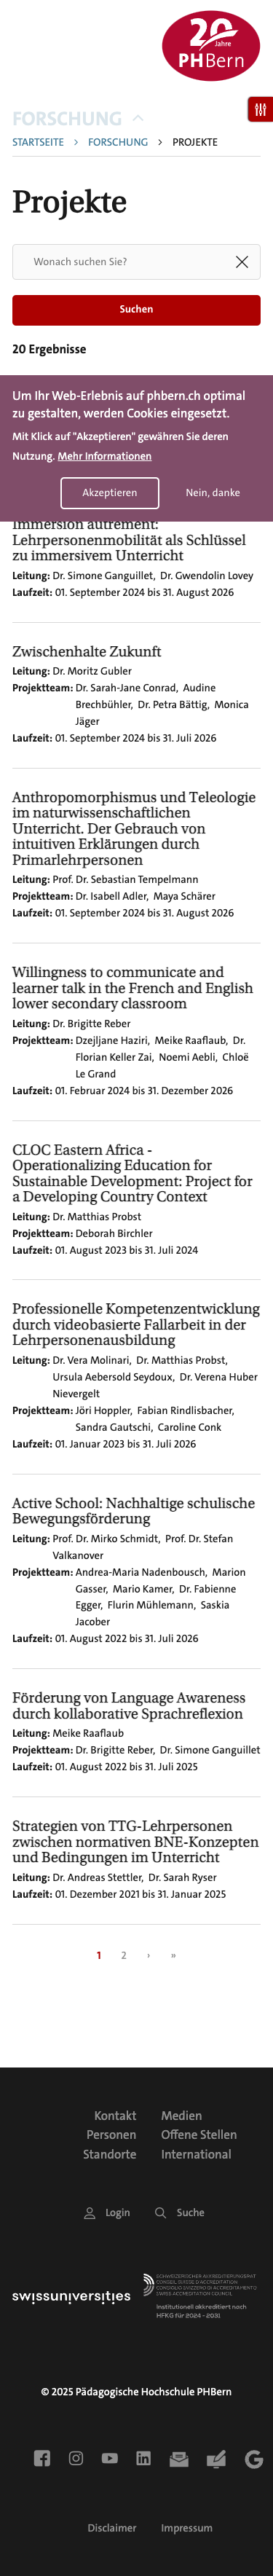 20
Jahre
PHBern
FORSCHUNG
STARTSEITE > FORSCHUNG > PROJEKTE
Projekte
Wonach suchen Sie?
Suchen
20 Ergebnisse
Um Ihr Web-Erlebnis auf phbern.ch optimal
zu gestalten, werden Cookies eingesetzt.
Mit Klick auf "Akzeptieren" gewähren Sie deren
Nutzung. Mehr Informationen
Akzeptieren Nein, danke
Immersion autrement:
Lehrpersonenmobilität als Schlüssel
zu immersivem Unterricht
Leitung: Dr. Simone Ganguillet, Dr. Gwendolin Lovey
Laufzeit: 01. September 2024 bis 31. August 2026
Zwischenhalte Zukunft
Leitung: Dr. Moritz Gubler
Projektteam: Dr. Sarah-Jane Conrad, Audine
Brechbühler, Dr. Petra Bättig, Monica
Jäger
Laufzeit: 01. September 2024 bis 31. Juli 2026
Anthropomorphismus und Teleologie
im naturwissenschaftlichen
Unterricht. Der Gebrauch von
intuitiven Erklärungen durch
Primarlehrpersonen
Leitung: Prof. Dr. Sebastian Tempelmann
Projektteam: Dr. Isabell Adler, Maya Schärer
Laufzeit: 01. September 2024 bis 31. August 2026
Willingness to communicate and
learner talk in the French and English
lower secondary classroom
Leitung: Dr. Brigitte Reber
Projektteam: Dzejljane Haziri, Meike Raaflaub, Dr.
Florian Keller Zai, Noemi Aebli, Chloë
Le Grand
Laufzeit: 01. Februar 2024 bis 31. Dezember 2026
CLOC Eastern Africa -
Operationalizing Education for
Sustainable Development: Project for
a Developing Country Context
Leitung: Dr. Matthias Probst
Projektteam: Deborah Birchler
Laufzeit: 01. August 2023 bis 31. Juli 2024
Professionelle Kompetenzentwicklung
durch videobasierte Fallarbeit in der
Lehrpersonenausbildung
Leitung: Dr. Vera Molinari, Dr. Matthias Probst,
Ursula Aebersold Seydoux, Dr. Verena Huber
Nievergelt
Projektteam: Jöri Hoppler, Fabian Rindlisbacher,
Sandra Gautschi, Caroline Conk
Laufzeit: 01. Januar 2023 bis 31. Juli 2026
Active School: Nachhaltige schulische
Bewegungsförderung
Leitung: Prof. Dr. Mirko Schmidt, Prof. Dr. Stefan
Valkanover
Projektteam: Andrea-Maria Nadenbousch, Marion
Gasser, Mario Kamer, Dr. Fabienne
Egger, Flurin Mühlemann, Saskia
Jacober
Laufzeit: 01. August 2022 bis 31. Juli 2026
Förderung von Language Awareness
durch kollaborative Sprachreflexion
Leitung: Meike Raaflaub
Projektteam: Dr. Brigitte Reber, Dr. Simone Ganguillet
Laufzeit: 01. August 2022 bis 31. Juli 2025
Strategien von TTG-Lehrpersonen
zwischen normativen BNE-Konzepten
und Bedingungen im Unterricht
Leitung: Dr. Andreas Stettler, Dr. Sarah Ryser
Laufzeit: 01. Dezember 2021 bis 31. Januar 2025
1 2 › »
Kontakt Medien
Personen Offene Stellen
Standorte International
Login Suche
swissuniversities
SCHWEIZERISCHER AKKREDITIERUNGSRAT
CONSEIL SUISSE D'ACCRÉDITATION
CONSIGLIO SVIZZERO DI ACCREDITAMENTO
SWISS ACCREDITATION COUNCIL
Institutionell akkreditiert nach
HFKG für 2024 - 2031
© 2025 Pädagogische Hochschule PHBern
Disclaimer Impressum